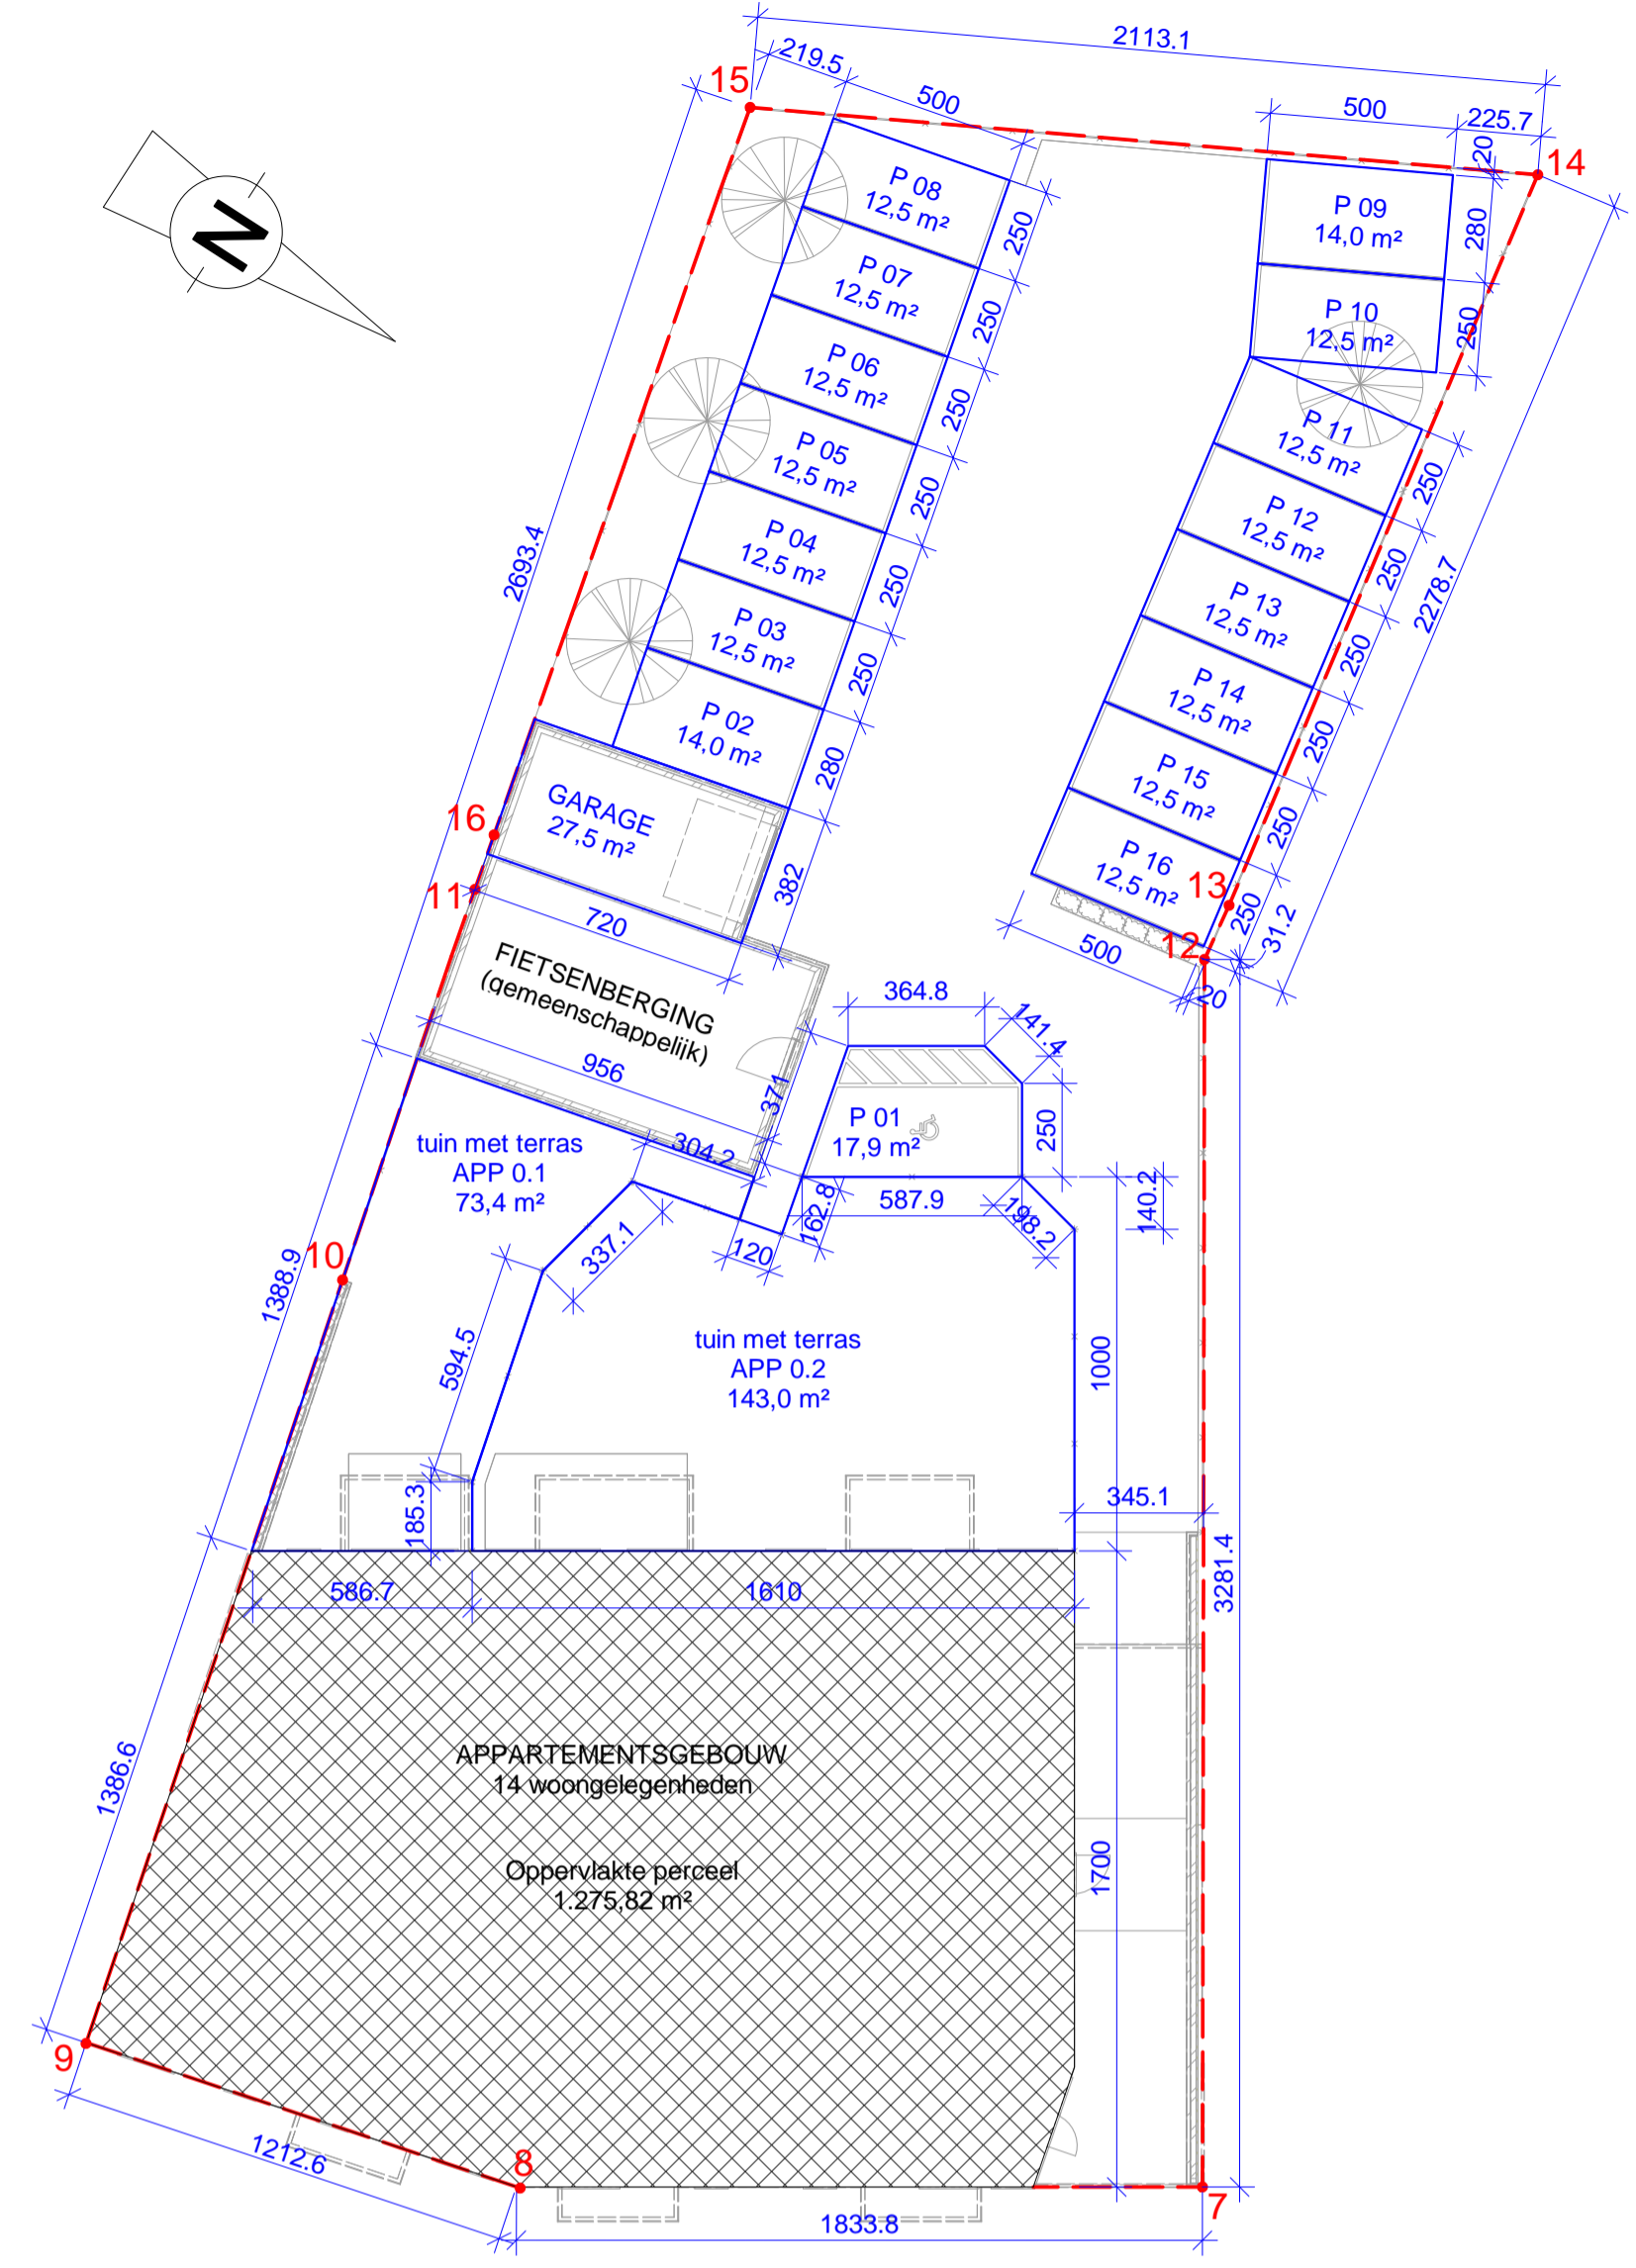 2113.1
219.5
500
500
225.7
20
15
14
N
P 08
12,5 m²
250
P 09
14,0 m²
280
P 07
12,5 m²
250
P 10
12,5 m²
250
P 06
12,5 m²
250
P 11
12,5 m²
250
P 05
12,5 m²
250
P 12
12,5 m²
250
2693.4
P 04
12,5 m²
250
P 13
12,5 m²
250
2278.7
P 03
12,5 m²
250
P 14
12,5 m²
250
P 02
14,0 m²
280
P 15
12,5 m²
250
GARAGE
27,5 m²
382
P 16
12,5 m²
250
16
11
13
12
31.2
720
500
20
FIETSENBERGING
(gemeenschappelijk)
956
371
304.2
364.8
141.4
P 01
17,9 m²
250
587.9
162.8
198.2
140.2
120
tuin met terras
APP 0.1
73,4 m²
337.1
10
1388.9
594.5
tuin met terras
APP 0.2
143,0 m²
1000
185.3
345.1
586.7
1610
3281.4
APPARTEMENTSGEBOUW
14 woongelegenheden
Oppervlakte perceel
1.275,82 m²
1386.6
1700
9
1212.6
8
7
1833.8